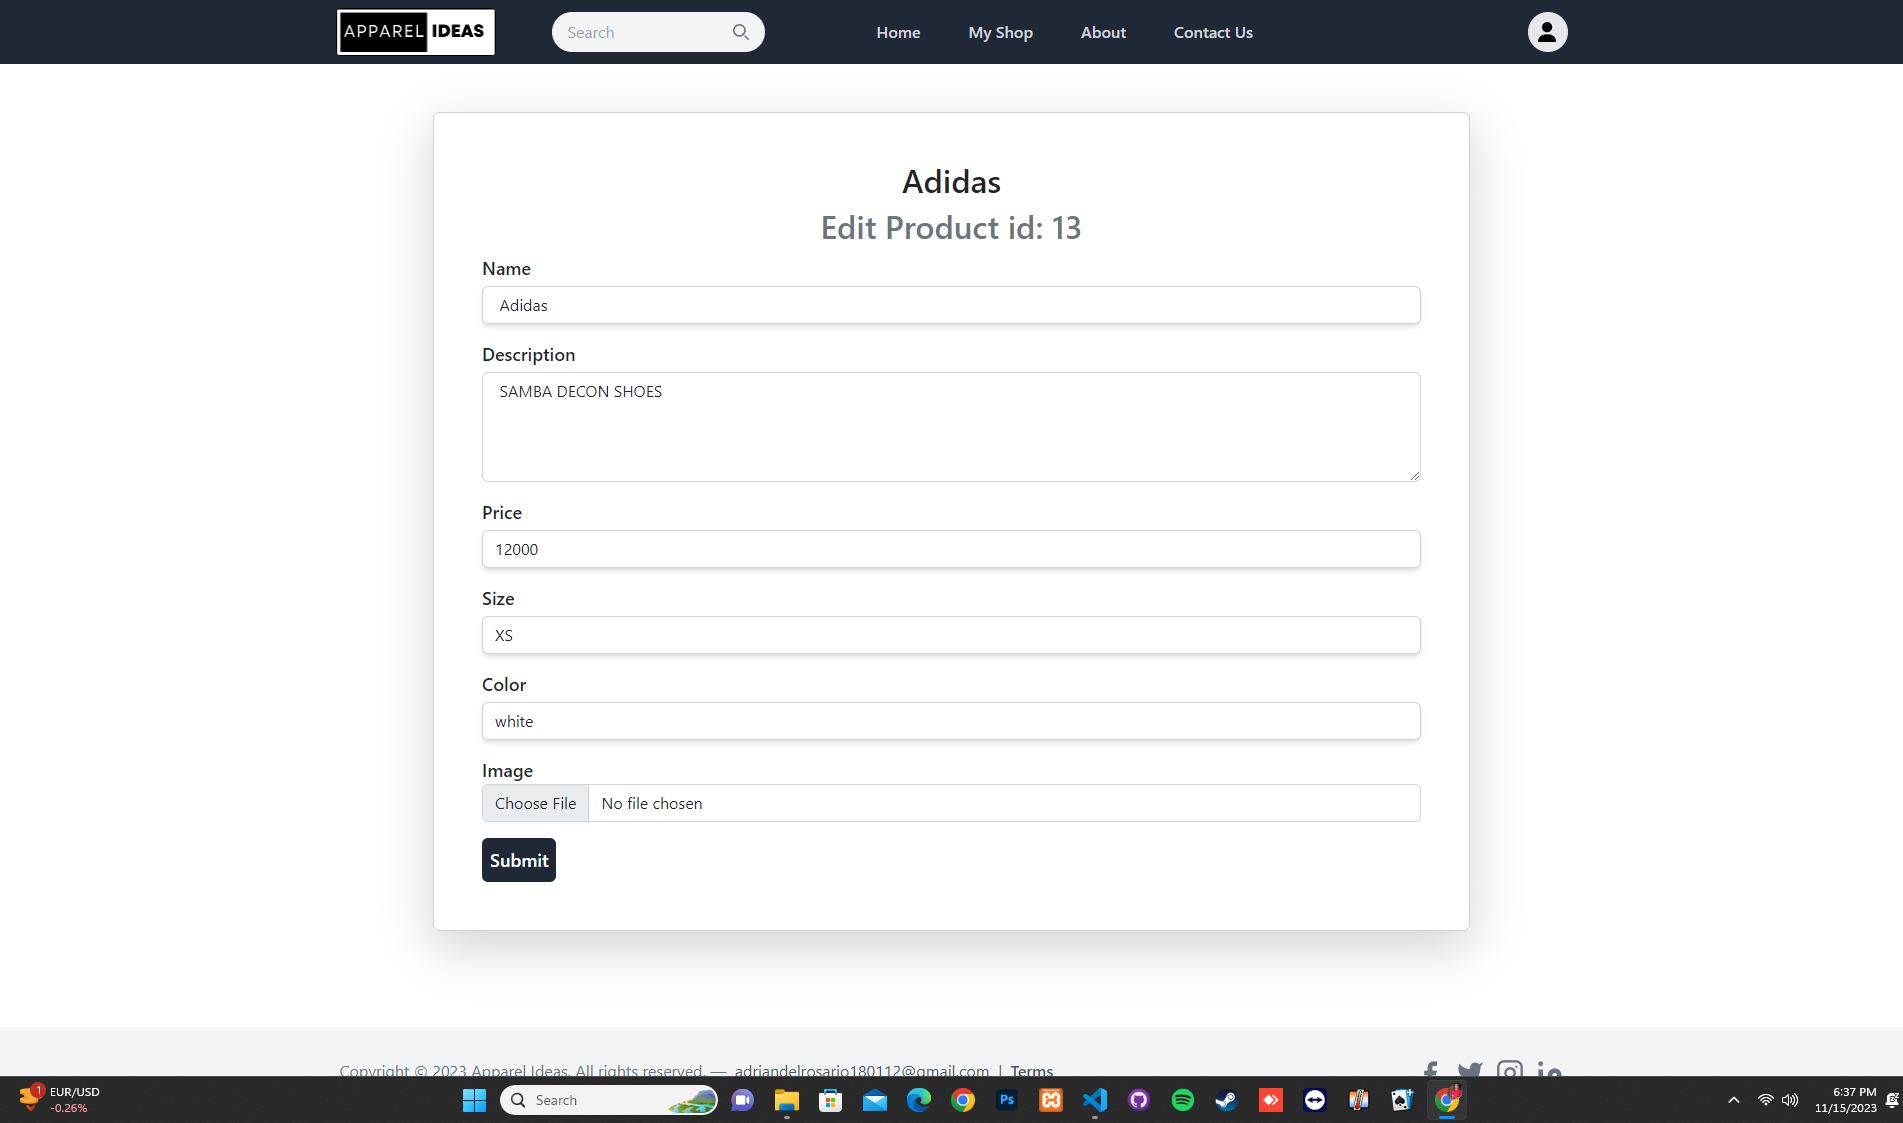 APPAREL IDEAS
Search
Home
My Shop
About
Contact Us
Adidas
Edit Product id: 13
Name
Adidas
Description
SAMBA DECON SHOES
Price
12000
Size
XS
Color
white
Image
Choose File No file chosen
Submit
Copyright © 2023 Apparel Ideas. All rights reserved. — adriandelrosario180112@gmail.com | Terms
1
EUR/USD
-0.26%
Search
Ps
6:37 PM
11/15/2023